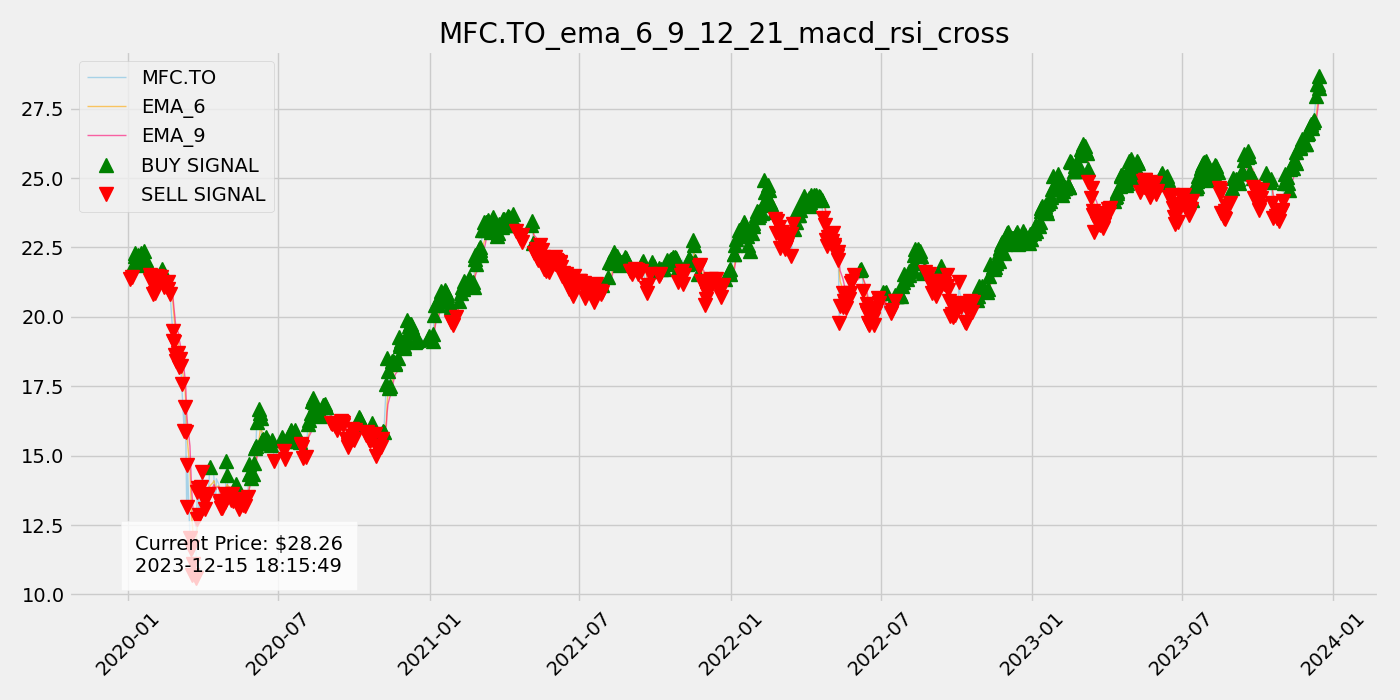 MFC.TO_ema_6_9_12_21_macd_rsi_cross
MFC.TO
EMA_6
EMA_9
BUY SIGNAL
SELL SIGNAL
27.5
25.0
22.5
20.0
17.5
15.0
12.5
10.0
Current Price: $28.26
2023-12-15 18:15:49
2020-01
2020-07
2021-01
2021-07
2022-01
2022-07
2023-01
2023-07
2024-01